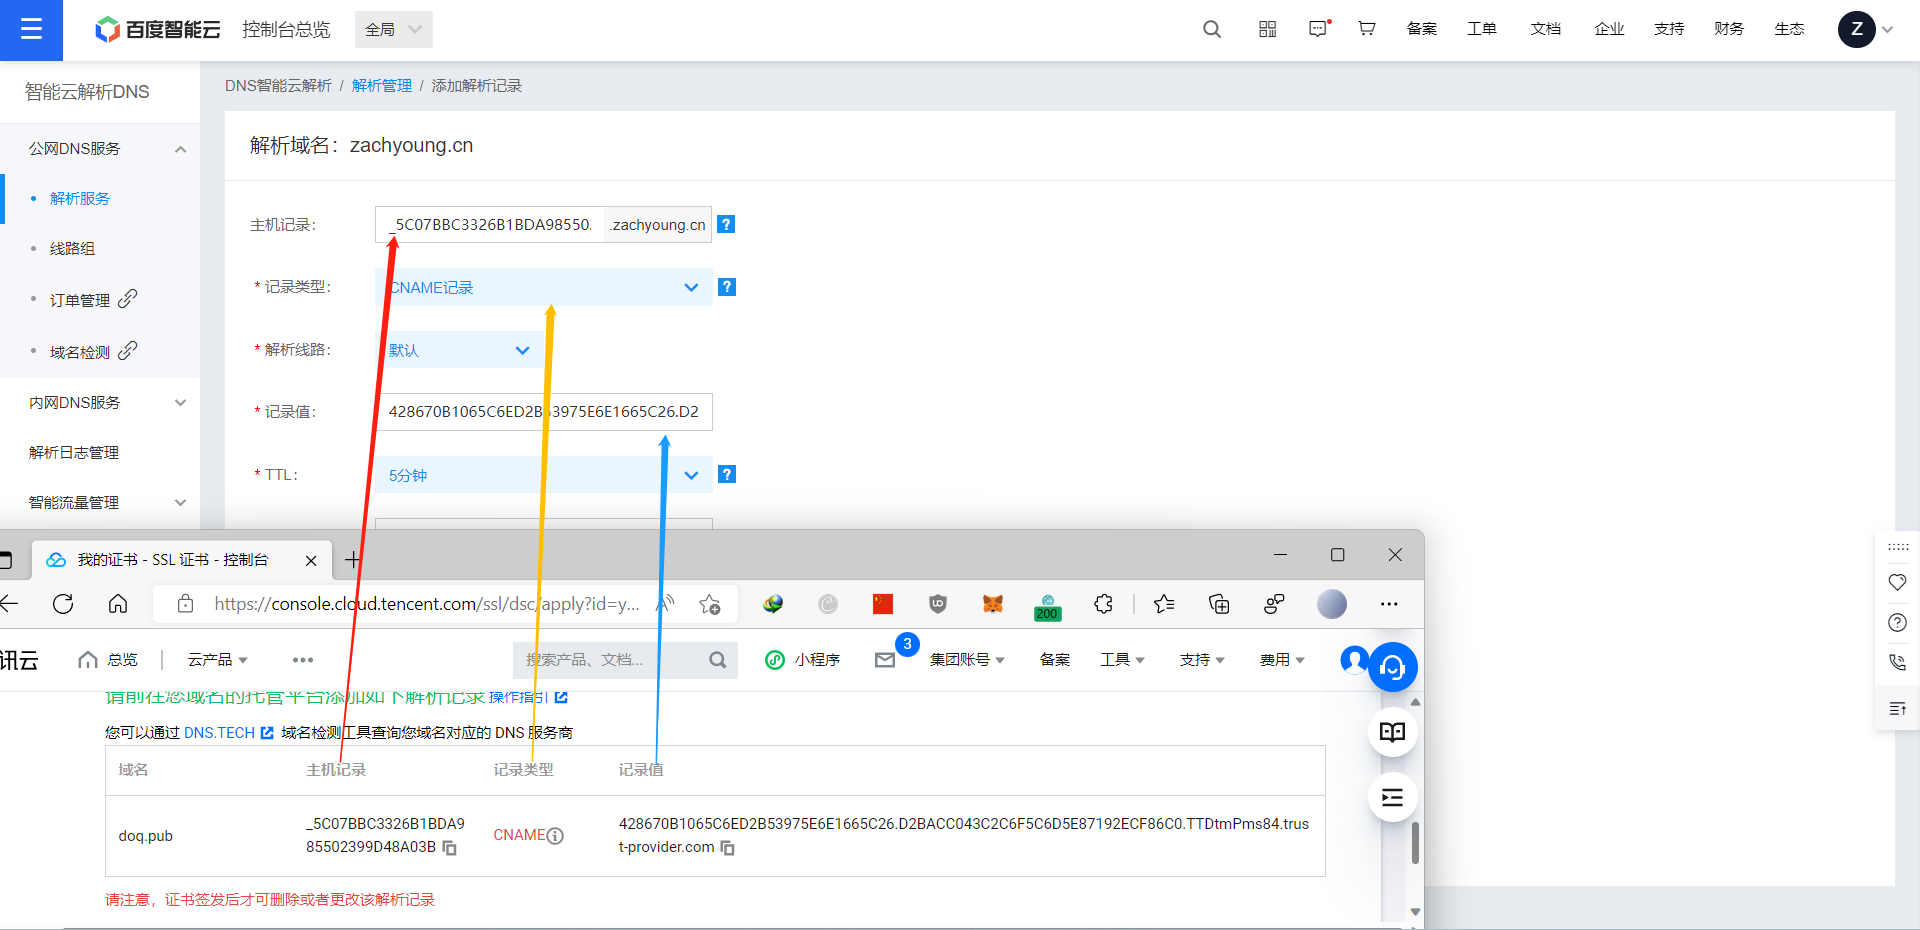 百度智能云 控制台总览 全局 备案 工单 文档 企业 支持 财务 生态 Z
智能云解析DNS
DNS智能云解析 / 解析管理 / 添加解析记录
公网DNS服务
解析服务
线路组
订单管理
域名检测
内网DNS服务
解析日志管理
智能流量管理
解析域名：zachyoung.cn
主机记录： _5C07BBC3326B1BDA98550 .zachyoung.cn ?
* 记录类型： CNAME记录 ?
* 解析线路： 默认
* 记录值： 428670B1065C6ED2B53975E6E1665C26.D2
* TTL： 5分钟 ?
我的证书 - SSL 证书 - 控制台
https://console.cloud.tencent.com/ssl/dsc/apply?id=y...
200
讯云 总览 云产品 搜索产品、文档... 小程序 3 集团账号 备案 工具 支持 费用
请前往您域名的托管平台添加如下解析记录 操作指引
您可以通过 DNS.TECH 域名检测工具查询您域名对应的 DNS 服务商
域名 主机记录 记录类型 记录值
doq.pub
_5C07BBC3326B1BDA9
85502399D48A03B
CNAME
428670B1065C6ED2B53975E6E1665C26.D2BACC043C2C6F5C6D5E87192ECF86C0.TTDtmPms84.trus
t-provider.com
请注意，证书签发后才可删除或者更改该解析记录